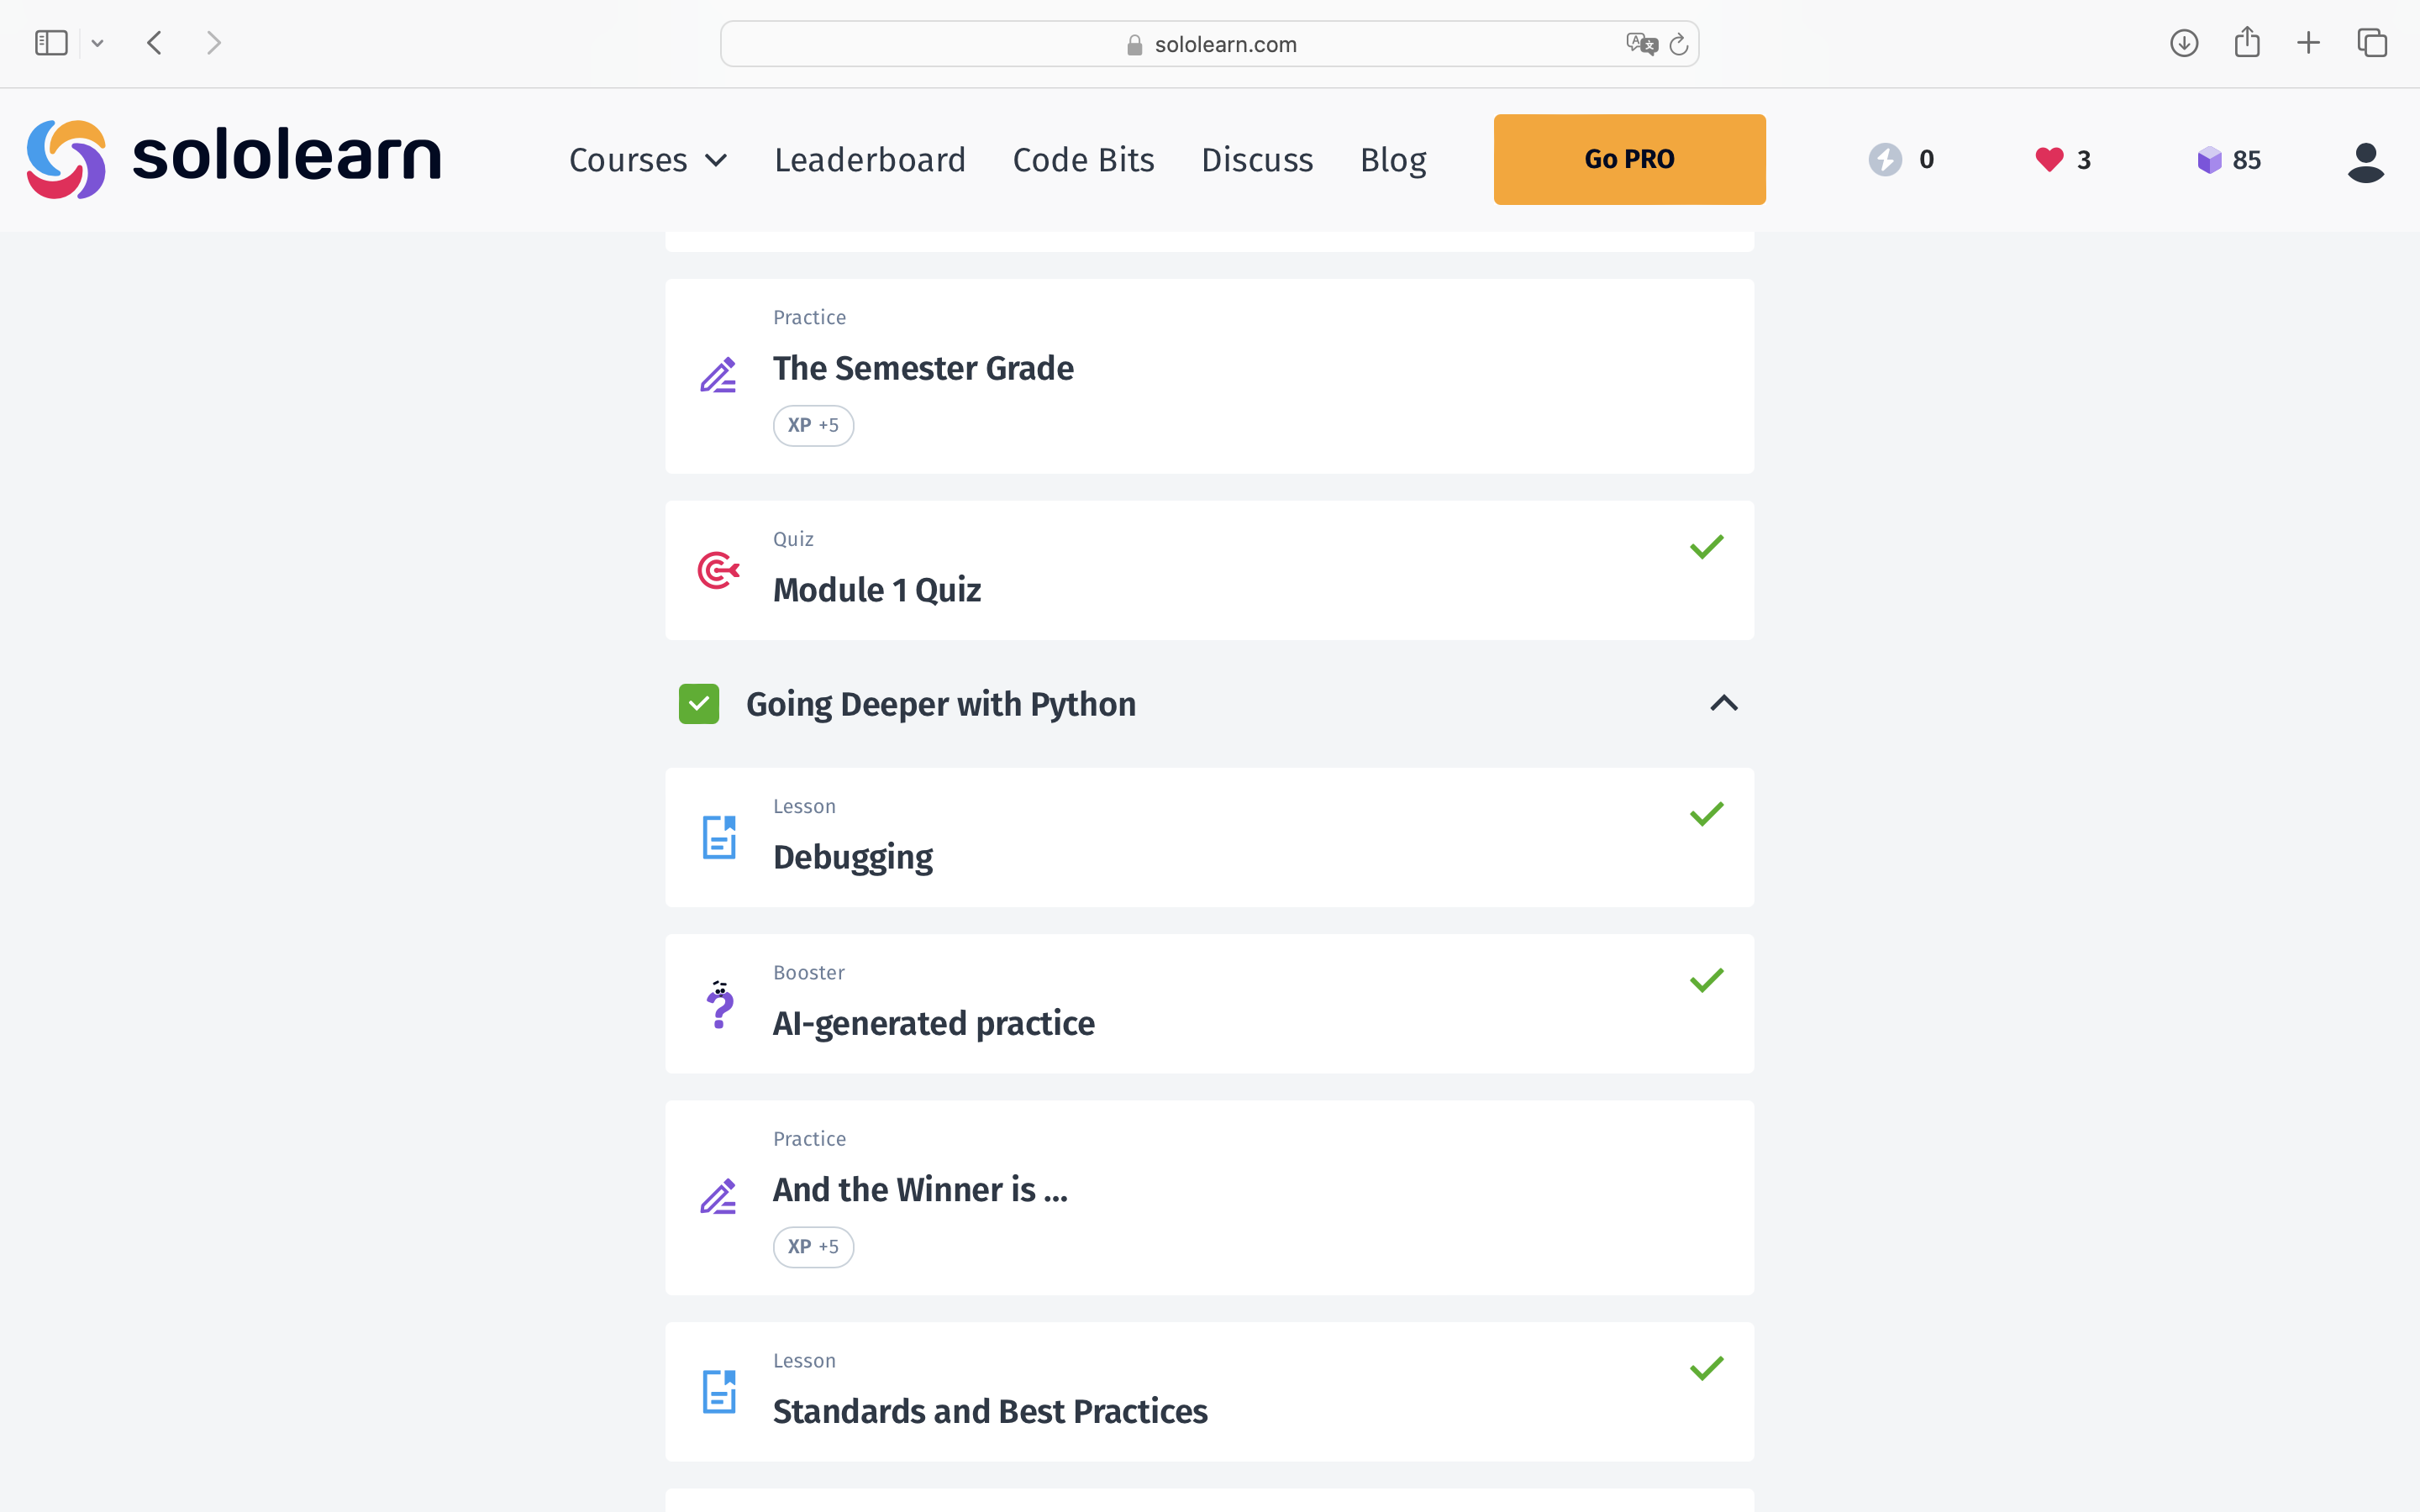 sololearn.com
sololearn
Courses
Leaderboard
Code Bits
Discuss
Blog
Go PRO
0
3
85
Practice
The Semester Grade
XP +5
Quiz
Module 1 Quiz
Going Deeper with Python
Lesson
Debugging
Booster
AI-generated practice
Practice
And the Winner is ...
XP +5
Lesson
Standards and Best Practices